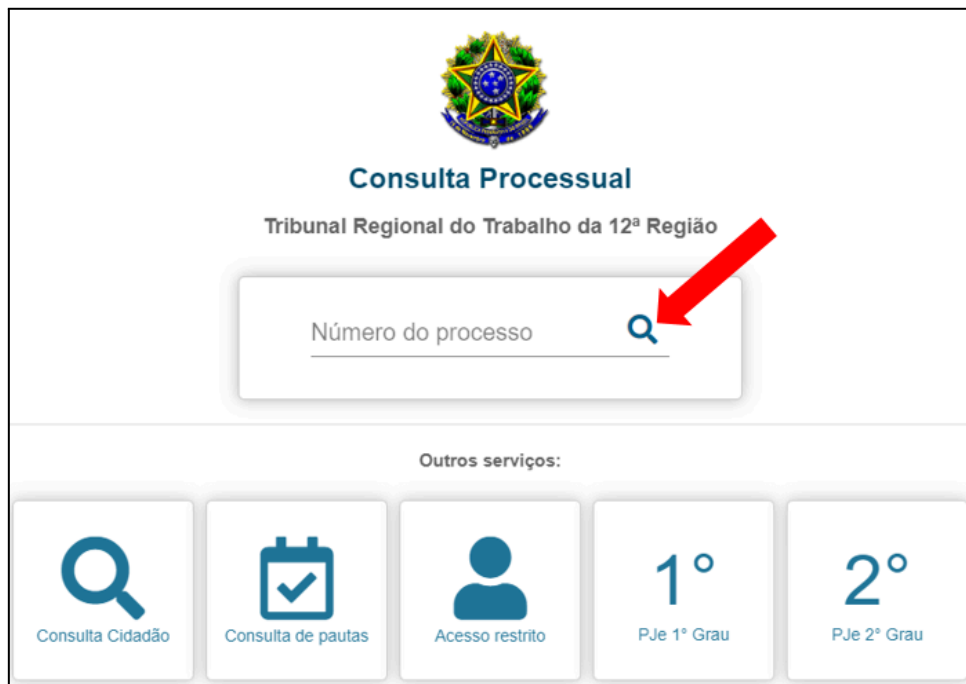 Consulta Processual
Tribunal Regional do Trabalho da 12ª Região
Número do processo
Outros serviços:
1°
2°
Consulta Cidadão
Consulta de pautas
Acesso restrito
PJe 1° Grau
PJe 2° Grau